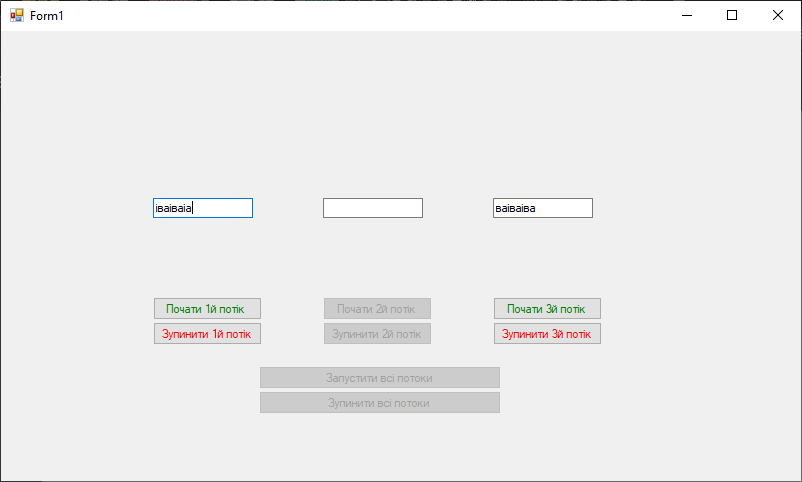 Form1
іваіваіа
ваіваіва
Почати 1й потік
Почати 2й потік
Почати 3й потік
Зупинити 1й потік
Зупинити 2й потік
Зупинити 3й потік
Запустити всі потоки
Зупинити всі потоки